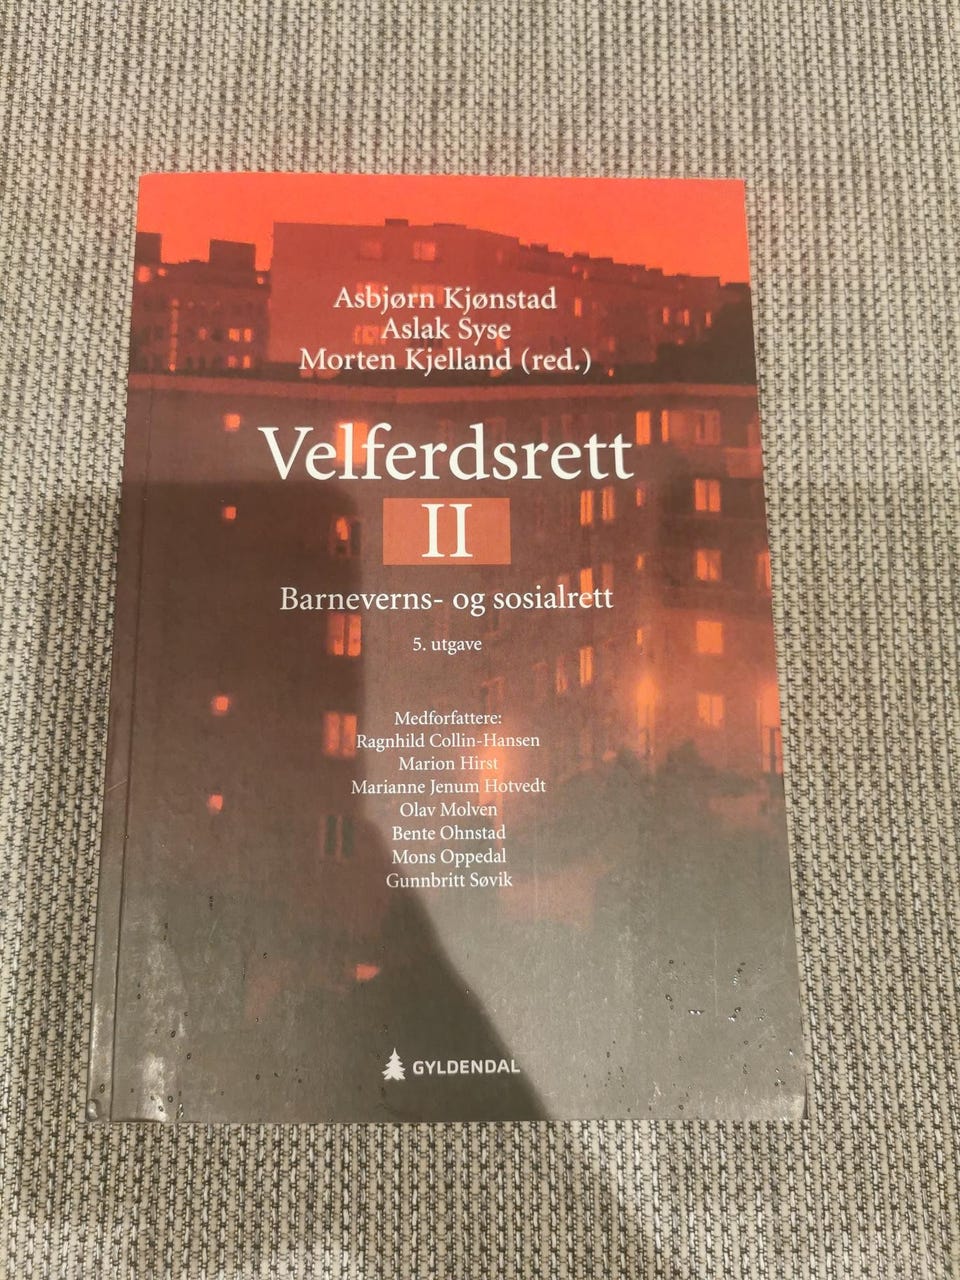 Asbjørn Kjønstad
Aslak Syse
Morten Kjelland (red.)
Velferdsrett
II
Barneverns- og sosialrett
5. utgave
Medforfattere:
Ragnhild Collin-Hansen
Marion Hirst
Marianne Jenum Hotvedt
Olav Molven
Bente Ohnstad
Mons Oppedal
Gunnbritt Søvik
GYLDENDAL